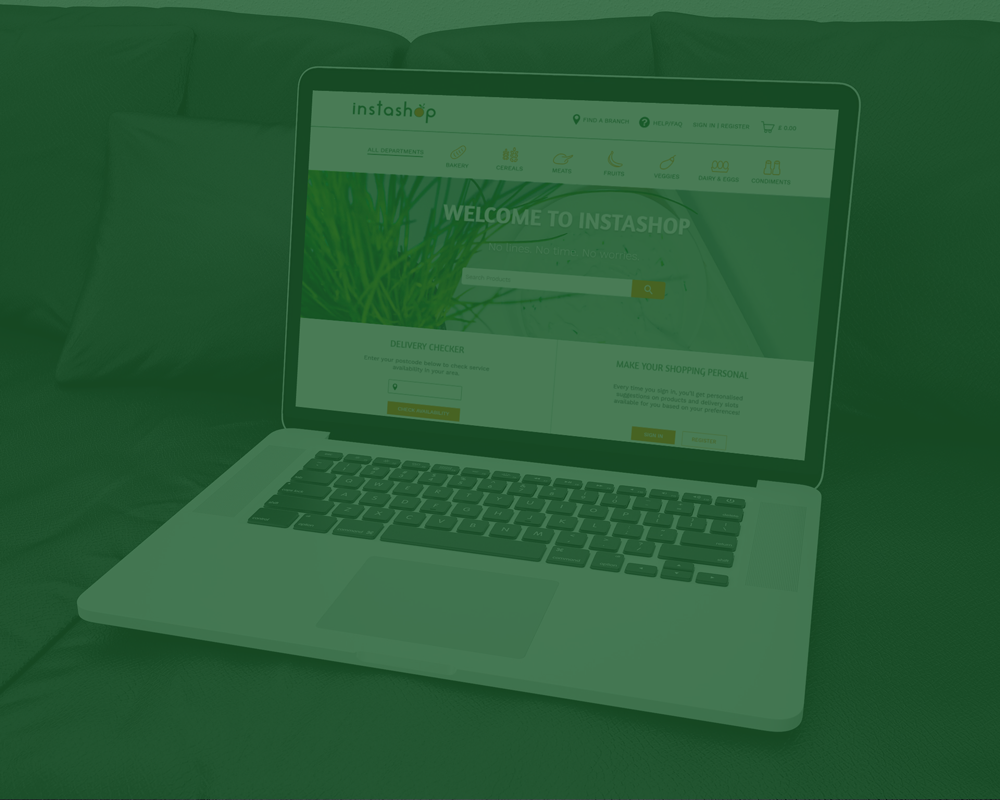 instashop
FIND A BRANCH
HELP/FAQ
SIGN IN | REGISTER
ALL DEPARTMENTS
BAKERY
CEREALS
MEATS
FRUITS
VEGGIES
DAIRY & EGGS
CONDIMENTS
WELCOME TO INSTASHOP
No lines. No time. No worries.
Search Products
DELIVERY CHECKER
Enter your postcode below to check service
availability in your area.
CHECK AVAILABILITY
MAKE YOUR SHOPPING PERSONAL
Every time you sign in, you'll get personalised
suggestions on products and delivery slots
available for you based on your preferences!
SIGN IN
REGISTER